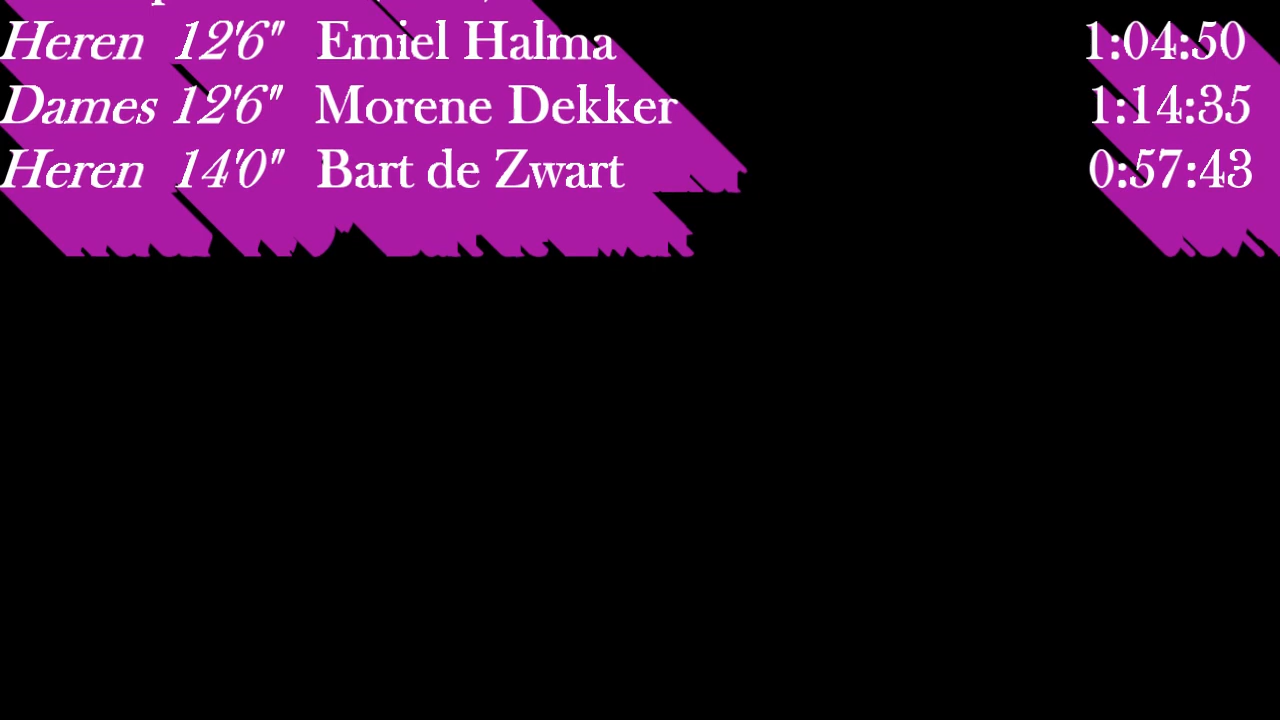 Heren 12'6" Emiel Halma 1:04:50
Dames 12'6" Morene Dekker 1:14:35
Heren 14'0" Bart de Zwart 0:57:43